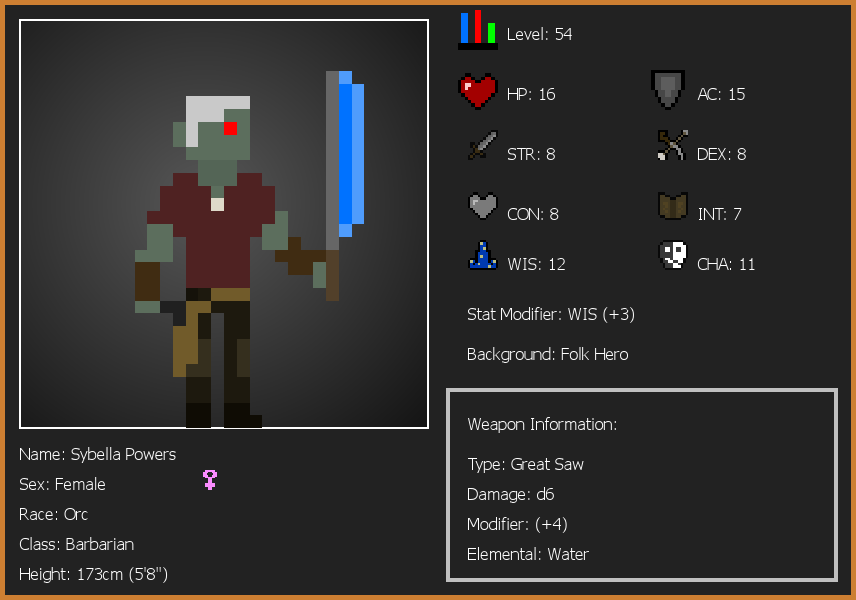 Level: 54
HP: 16
AC: 15
STR: 8
DEX: 8
CON: 8
INT: 7
WIS: 12
CHA: 11
Stat Modifier: WIS (+3)
Background: Folk Hero
Weapon Information:
Type: Great Saw
Damage: d6
Modifier: (+4)
Elemental: Water
Name: Sybella Powers
Sex: Female
Race: Orc
Class: Barbarian
Height: 173cm (5'8")